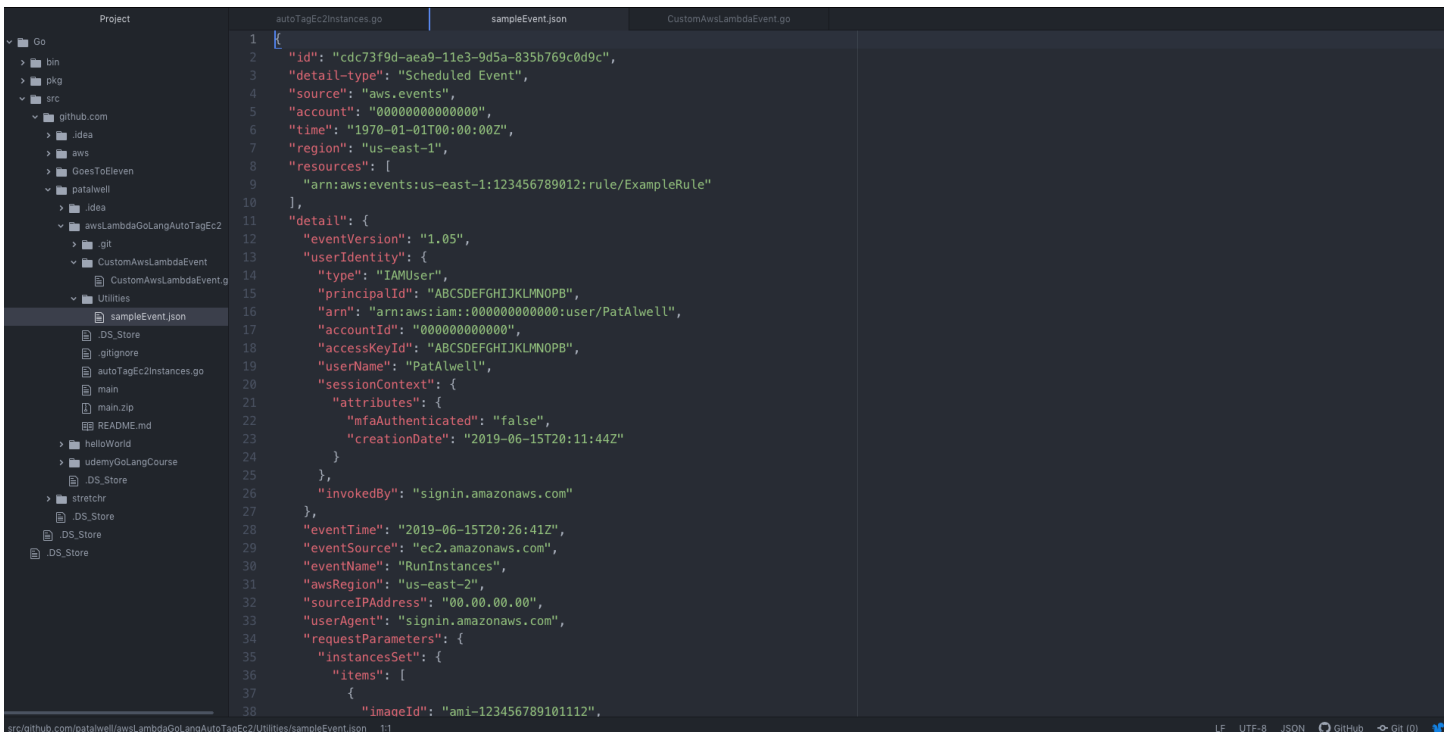 Project
Go
bin
pkg
src
github.com
.idea
aws
GoesToEleven
patalwell
.idea
awsLambdaGoLangAutoTagEc2
.git
CustomAwsLambdaEvent
CustomAwsLambdaEvent.g
Utilities
sampleEvent.json
.DS_Store
.gitignore
autoTagEc2Instances.go
main
main.zip
README.md
helloWorld
udemyGoLangCourse
.DS_Store
stretchr
.DS_Store
.DS_Store
.DS_Store
autoTagEc2Instances.go sampleEvent.json CustomAwsLambdaEvent.go
1 {
2 "id": "cdc73f9d-aea9-11e3-9d5a-835b769c0d9c",
3 "detail-type": "Scheduled Event",
4 "source": "aws.events",
5 "account": "00000000000000",
6 "time": "1970-01-01T00:00:00Z",
7 "region": "us-east-1",
8 "resources": [
9 "arn:aws:events:us-east-1:123456789012:rule/ExampleRule"
10 ],
11 "detail": {
12 "eventVersion": "1.05",
13 "userIdentity": {
14 "type": "IAMUser",
15 "principalId": "ABCSDEFGHIJKLMNOPB",
16 "arn": "arn:aws:iam::000000000000:user/PatAlwell",
17 "accountId": "000000000000",
18 "accessKeyId": "ABCSDEFGHIJKLMNOPB",
19 "userName": "PatAlwell",
20 "sessionContext": {
21 "attributes": {
22 "mfaAuthenticated": "false",
23 "creationDate": "2019-06-15T20:11:44Z"
24 }
25 },
26 "invokedBy": "signin.amazonaws.com"
27 },
28 "eventTime": "2019-06-15T20:26:41Z",
29 "eventSource": "ec2.amazonaws.com",
30 "eventName": "RunInstances",
31 "awsRegion": "us-east-2",
32 "sourceIPAddress": "00.00.00.00",
33 "userAgent": "signin.amazonaws.com",
34 "requestParameters": {
35 "instancesSet": {
36 "items": [
37 {
38 "imageId": "ami-123456789101112",
src/github.com/patalwell/awsLambdaGoLangAutoTagEc2/Utilities/sampleEvent.json 1:1 LF UTF-8 JSON GitHub Git (0)